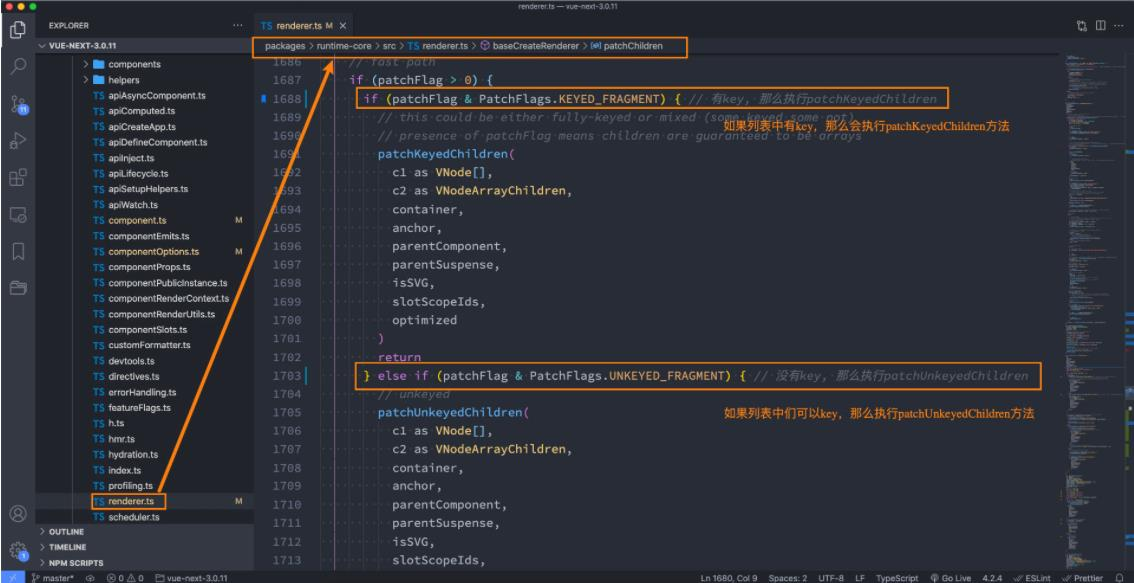 renderer.ts — vue-next-3.0.11
EXPLORER
VUE-NEXT-3.0.11
components
helpers
TS apiAsyncComponent.ts
TS apiComputed.ts
TS apiCreateApp.ts
TS apiDefineComponent.ts
TS apiInject.ts
TS apiLifecycle.ts
TS apiSetupHelpers.ts
TS apiWatch.ts
TS component.ts M
TS componentEmits.ts
TS componentOptions.ts M
TS componentProps.ts
TS componentPublicInstance.ts
TS componentRenderContext.ts
TS componentRenderUtils.ts
TS componentSlots.ts
TS customFormatter.ts
TS devtools.ts
TS directives.ts
TS errorHandling.ts
TS featureFlags.ts
TS h.ts
TS hmr.ts
TS hydration.ts
TS index.ts
TS profiling.ts
TS renderer.ts M
TS scheduler.ts
OUTLINE
TIMELINE
NPM SCRIPTS
11
1
TS renderer.ts M ×
packages > runtime-core > src > TS renderer.ts > baseCreateRenderer > patchChildren
1686 // fast path
1687 if (patchFlag > 0) {
1688 if (patchFlag & PatchFlags.KEYED_FRAGMENT) { // 有key, 那么执行patchKeyedChildren
1689 // this could be either fully-keyed or mixed (some keyed some not)
如果列表中有key，那么会执行patchKeyedChildren方法
1690 // presence of patchFlag means children are guaranteed to be arrays
1691 patchKeyedChildren(
1692 c1 as VNode[],
1693 c2 as VNodeArrayChildren,
1694 container,
1695 anchor,
1696 parentComponent,
1697 parentSuspense,
1698 isSVG,
1699 slotScopeIds,
1700 optimized
1701 )
1702 return
1703 } else if (patchFlag & PatchFlags.UNKEYED_FRAGMENT) { // 没有key, 那么执行patchUnkeyedChildren
1704 // unkeyed
1705 patchUnkeyedChildren(
如果列表中们可以key，那么执行patchUnkeyedChildren方法
1706 c1 as VNode[],
1707 c2 as VNodeArrayChildren,
1708 container,
1709 anchor,
1710 parentComponent,
1711 parentSuspense,
1712 isSVG,
1713 slotScopeIds,
master* 0 0 vue-next-3.0.11 Ln 1680, Col 9 Spaces: 2 UTF-8 LF TypeScript Go Live 4.2.4 ESLint Prettier